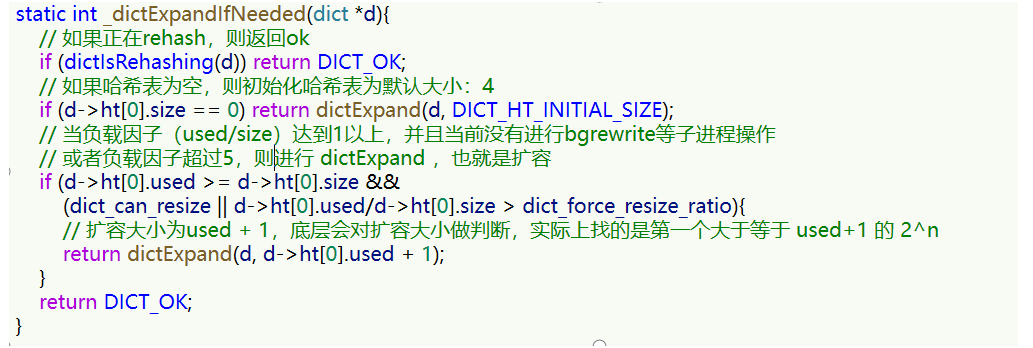 static int _dictExpandIfNeeded(dict *d){
// 如果正在rehash，则返回ok
if (dictIsRehashing(d)) return DICT_OK;
// 如果哈希表为空，则初始化哈希表为默认大小：4
if (d->ht[0].size == 0) return dictExpand(d, DICT_HT_INITIAL_SIZE);
// 当负载因子（used/size）达到1以上，并且当前没有进行bgrewrite等子进程操作
// 或者负载因子超过5，则进行 dictExpand ，也就是扩容
if (d->ht[0].used >= d->ht[0].size &&
(dict_can_resize || d->ht[0].used/d->ht[0].size > dict_force_resize_ratio){
// 扩容大小为used + 1，底层会对扩容大小做判断，实际上找的是第一个大于等于 used+1 的 2^n
return dictExpand(d, d->ht[0].used + 1);
}
return DICT_OK;
}